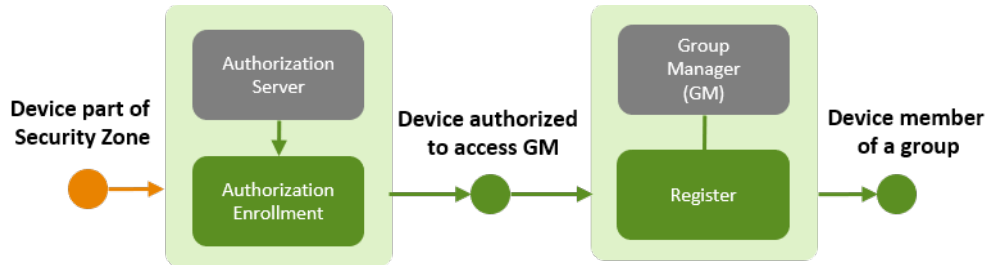 Device part of
Security Zone
Authorization
Server
Authorization
Enrollment
Device authorized
to access GM
Group
Manager
(GM)
Register
Device member
of a group